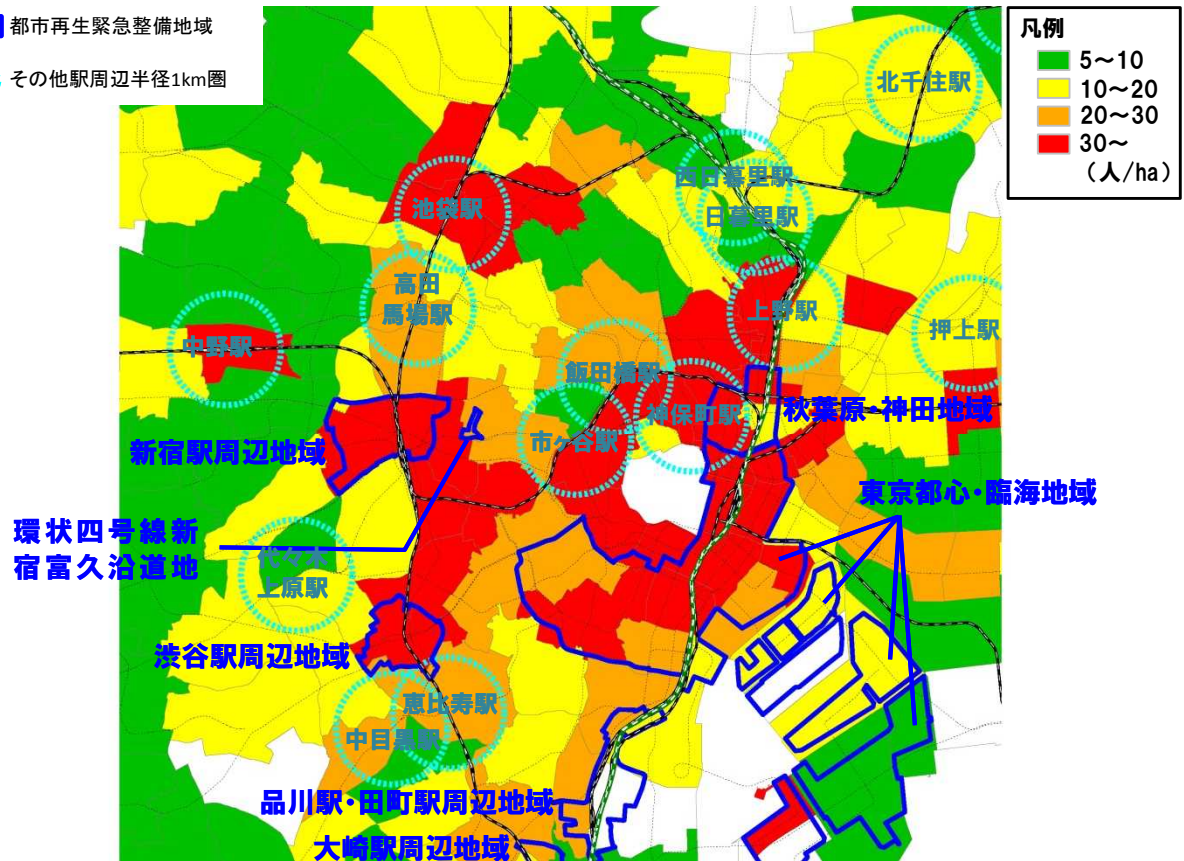 都市再生緊急整備地域
その他駅周辺半径1km圏
凡例
5～10
10～20
20～30
30～
（人/ha）
北千住駅
西日暮里駅
日暮里駅
池袋駅
高田
馬場駅
上野駅
押上駅
中野駅
飯田橋駅
神保町駅
秋葉原・神田地域
市ヶ谷駅
新宿駅周辺地域
東京都心・臨海地域
環状四号線新
宿富久沿道地
代々木
上原駅
渋谷駅周辺地域
恵比寿駅
中目黒駅
品川駅・田町駅周辺地域
大崎駅周辺地域